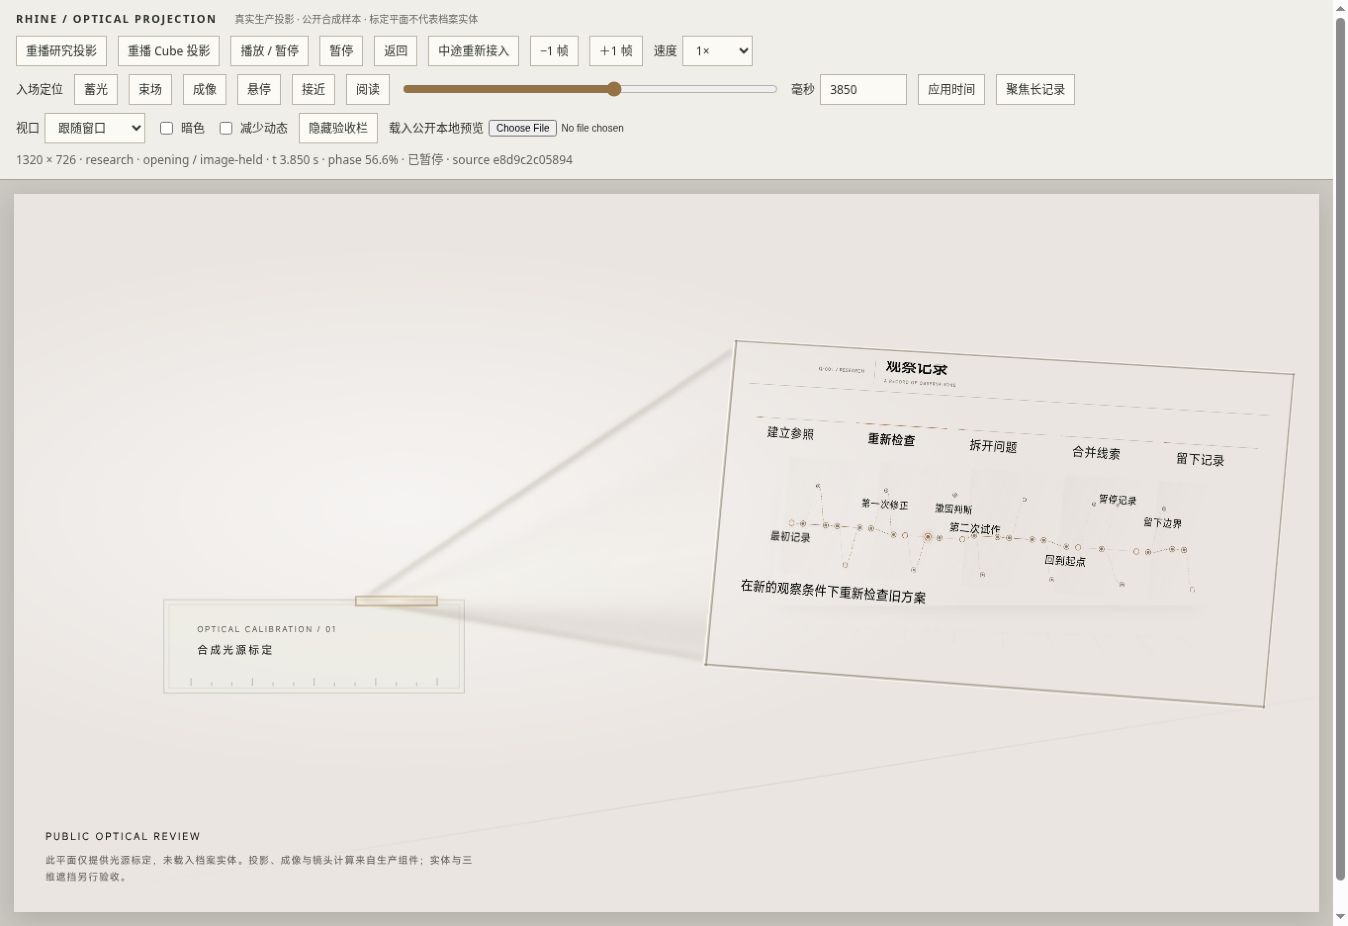 RHINE / OPTICAL PROJECTION 真实生产投影 · 公开合成样本 · 标定平面不代表档案实体
重播研究投影 重播 Cube 投影 播放 / 暂停 暂停 返回 中途重新接入 −1 帧 ＋1 帧 速度 1×
入场定位 蓄光 束场 成像 悬停 接近 阅读 毫秒 3850 应用时间 聚焦长记录
视口 跟随窗口 暗色 减少动态 隐藏验收栏 载入公开本地预览 Choose File No file chosen
1320 × 726 · research · opening / image-held · t 3.850 s · phase 56.6% · 已暂停 · source e8d9c2c05894
观察记录
A RECORD OF OBSERVATIONS
建立参照 重新检查 拆开问题 合并线索 留下记录
第一次修正 撤回判断 暂停记录
第二次试作 留下边界
最初记录 回到起点
在新的观察条件下重新检查旧方案
OPTICAL CALIBRATION / 01
合成光源标定
PUBLIC OPTICAL REVIEW
此平面仅提供光源标定，未载入档案实体。投影、成像与镜头计算来自生产组件；实体与三
维遮挡另行验收。